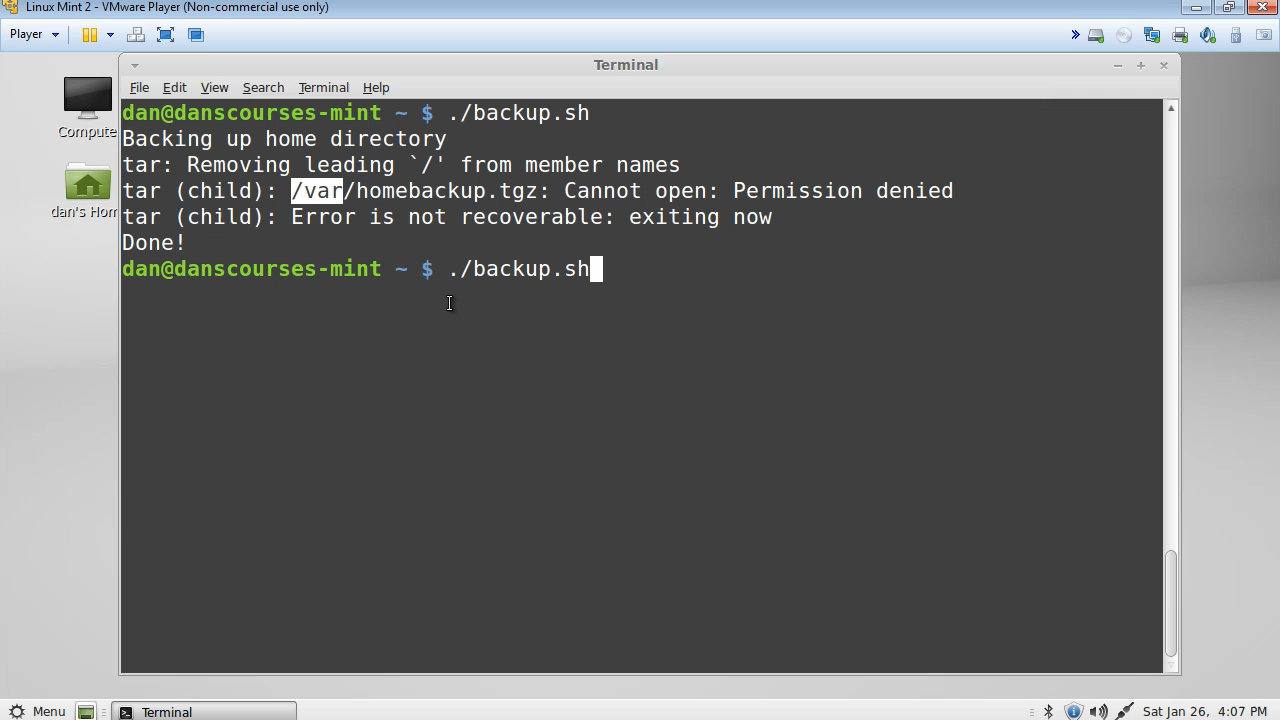 Linux Mint 2 - VMware Player (Non-commercial use only)
Player
Terminal
File Edit View Search Terminal Help
dan@danscourses-mint ~ $ ./backup.sh
Backing up home directory
tar: Removing leading `/' from member names
tar (child): /var/homebackup.tgz: Cannot open: Permission denied
tar (child): Error is not recoverable: exiting now
Done!
dan@danscourses-mint ~ $ ./backup.sh
Compute
dan's Hom
Menu
Terminal
Sat Jan 26, 4:07 PM